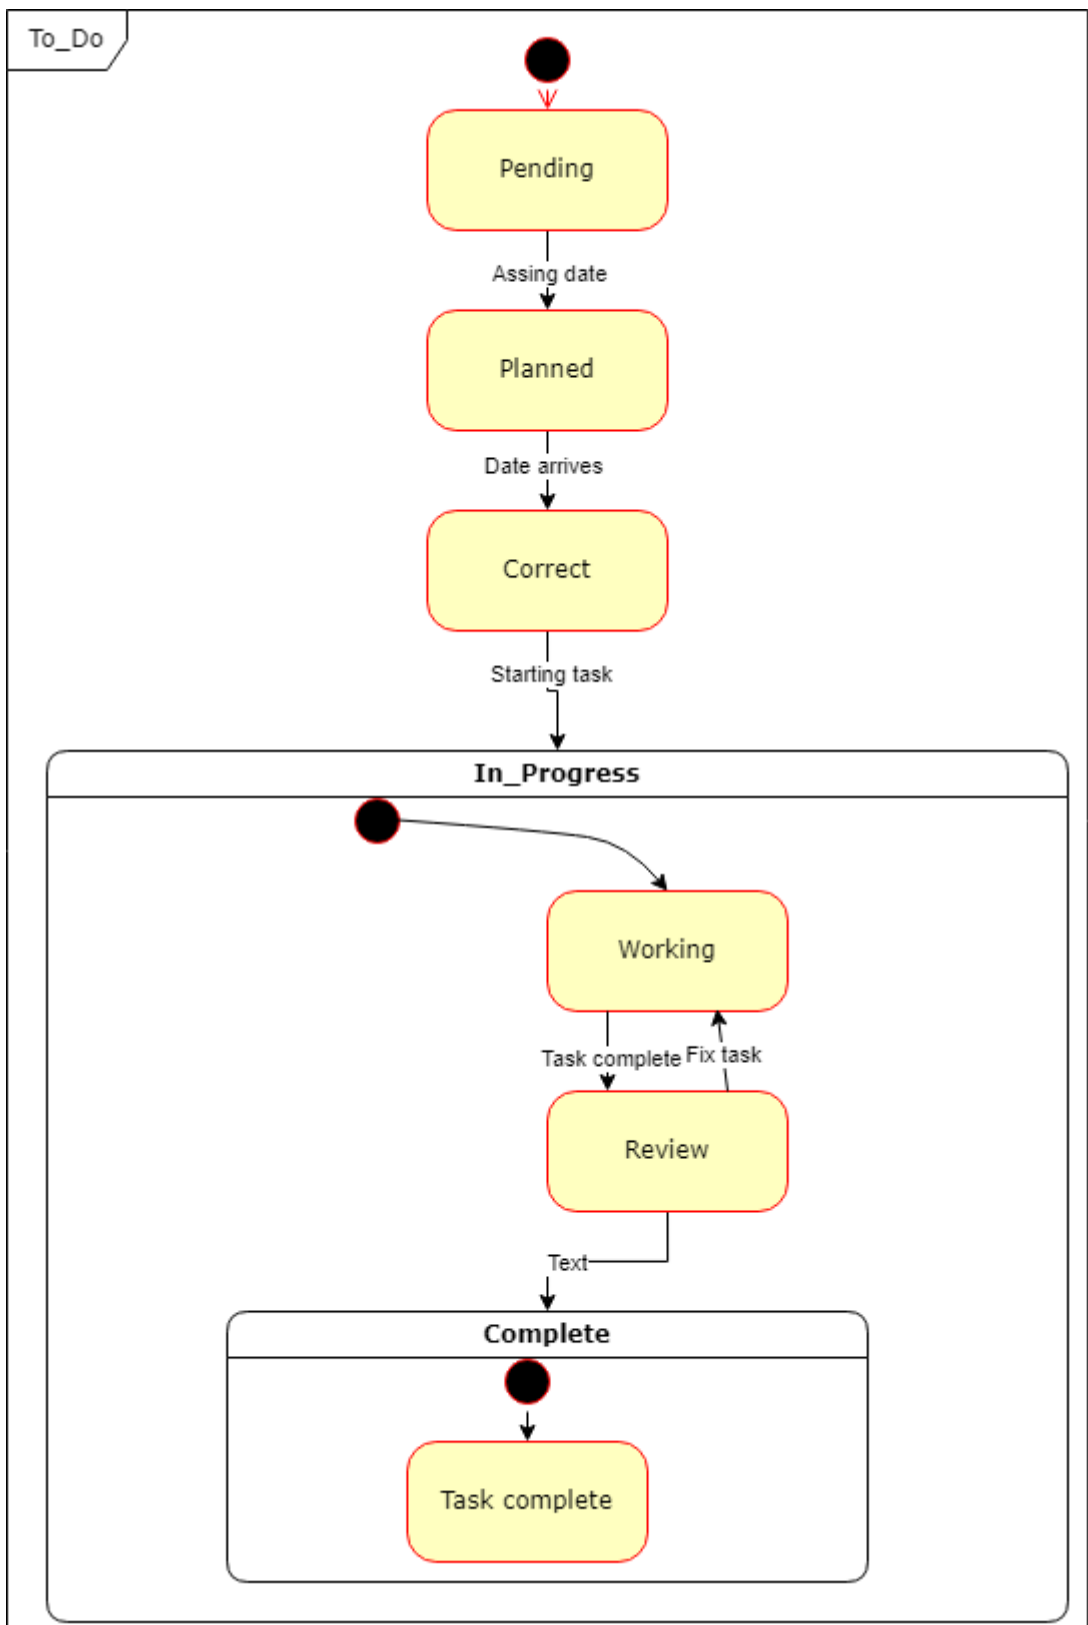 To_Do
Pending
Assing date
Planned
Date arrives
Correct
Starting task
In_Progress
Working
Task complete
Fix task
Review
Text
Complete
Task complete